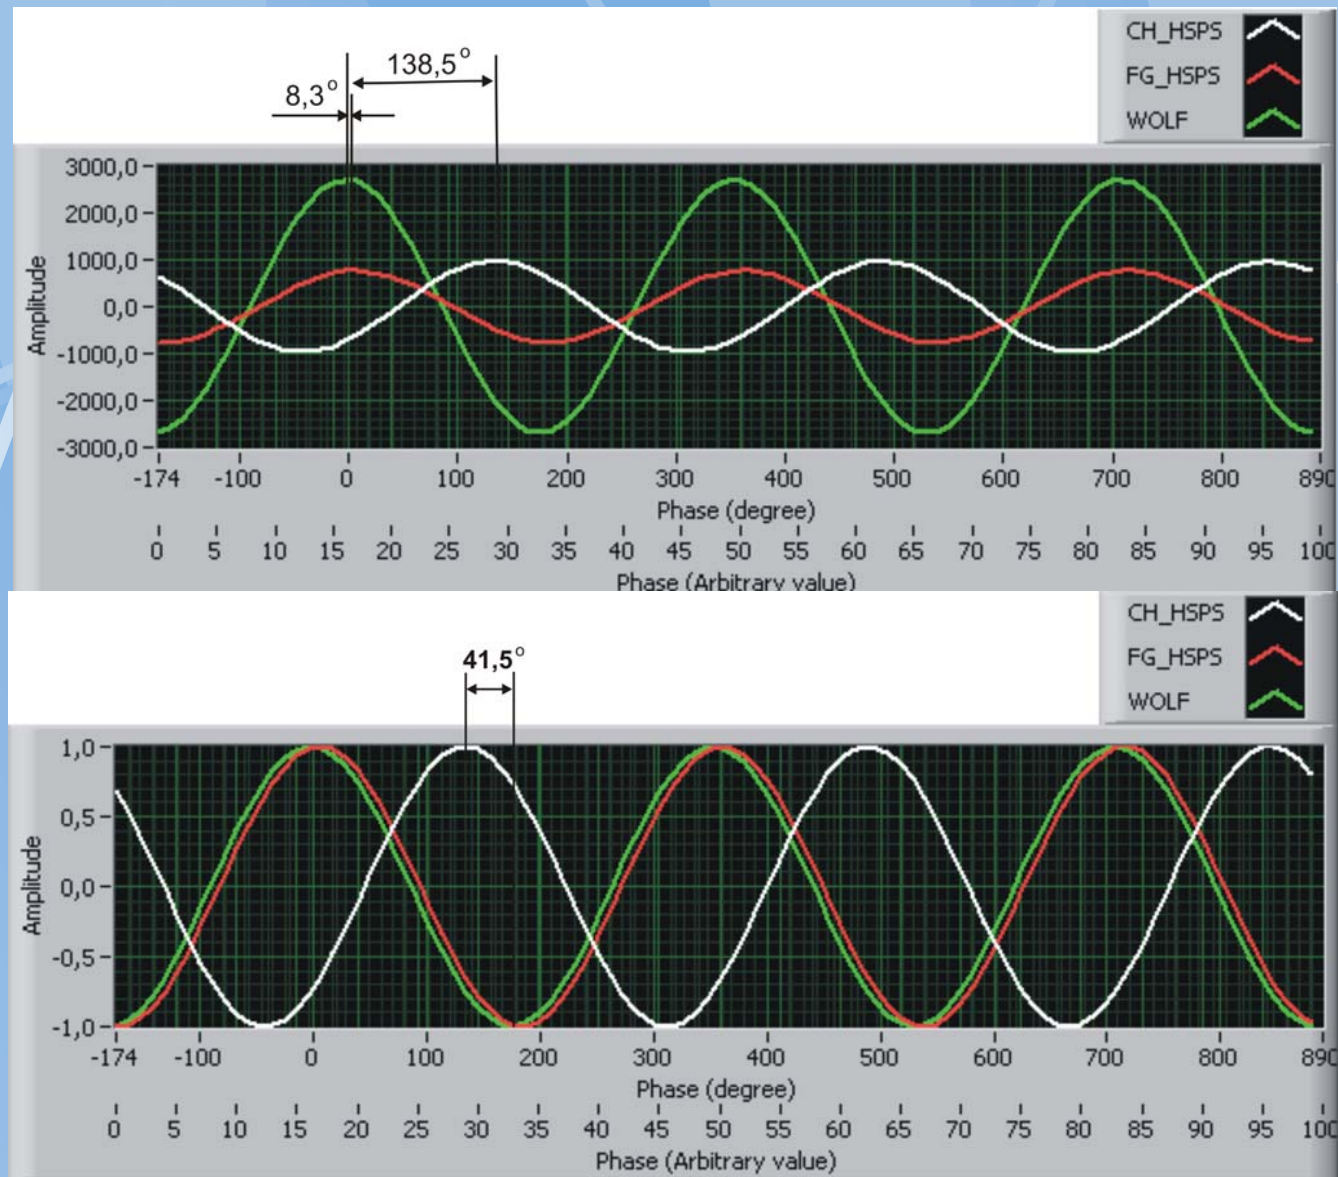 CH_HSPS
FG_HSPS
WOLF
138,5°
8,3°
3000,0
2000,0
1000,0
0,0
-1000,0
-2000,0
-3000,0
Amplitude
-174 -100 0 100 200 300 400 500 600 700 800 890
Phase (degree)
0 5 10 15 20 25 30 35 40 45 50 55 60 65 70 75 80 85 90 95 100
Phase (Arbitrary value)
CH_HSPS
FG_HSPS
WOLF
41,5°
1,0
0,5
0,0
-0,5
-1,0
Amplitude
-174 -100 0 100 200 300 400 500 600 700 800 890
Phase (degree)
0 5 10 15 20 25 30 35 40 45 50 55 60 65 70 75 80 85 90 95 100
Phase (Arbitrary value)